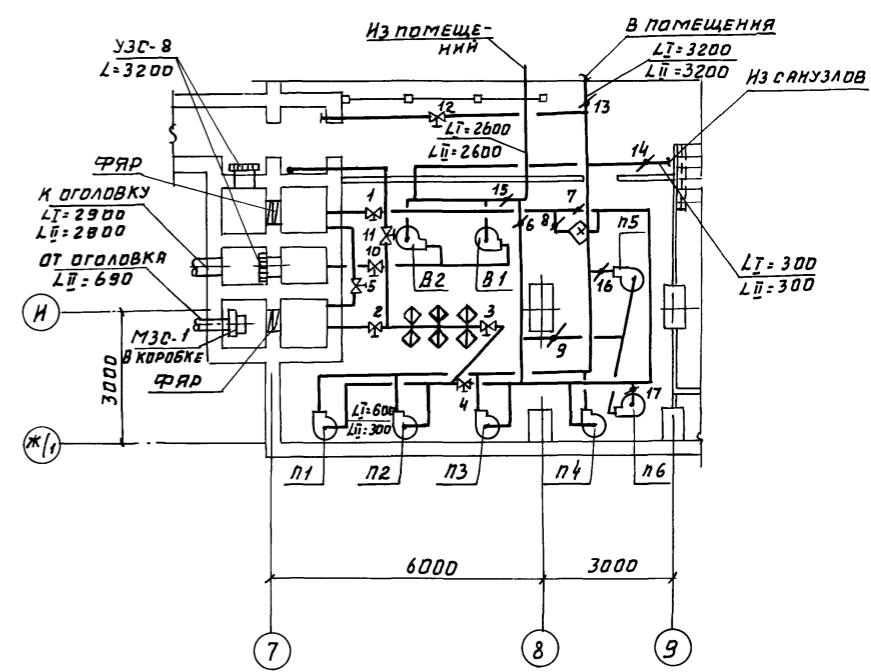 УЗС-8
L=3200
ИЗ ПОМЕЩЕ-
НИЙ
В ПОМЕЩЕНИЯ
LI=3200
LII=3200
ИЗ САНУЗЛОВ
ФЯР
К ОГОЛОВКУ
LI=2900
LII=2800
ОТ ОГОЛОВКА
LII=690
МЗС-1
В КОРОБКЕ
ФЯР
12
13
LI=2600
LII=2600
14
15
1
11
10
5
2
3
6
7
8
В2
В1
П5
16
LI=300
LII=300
9
4
17
LI=600
LII=300
П1
П2
П3
П4
П6
И
3000
Ж/1
6000
3000
7
8
9